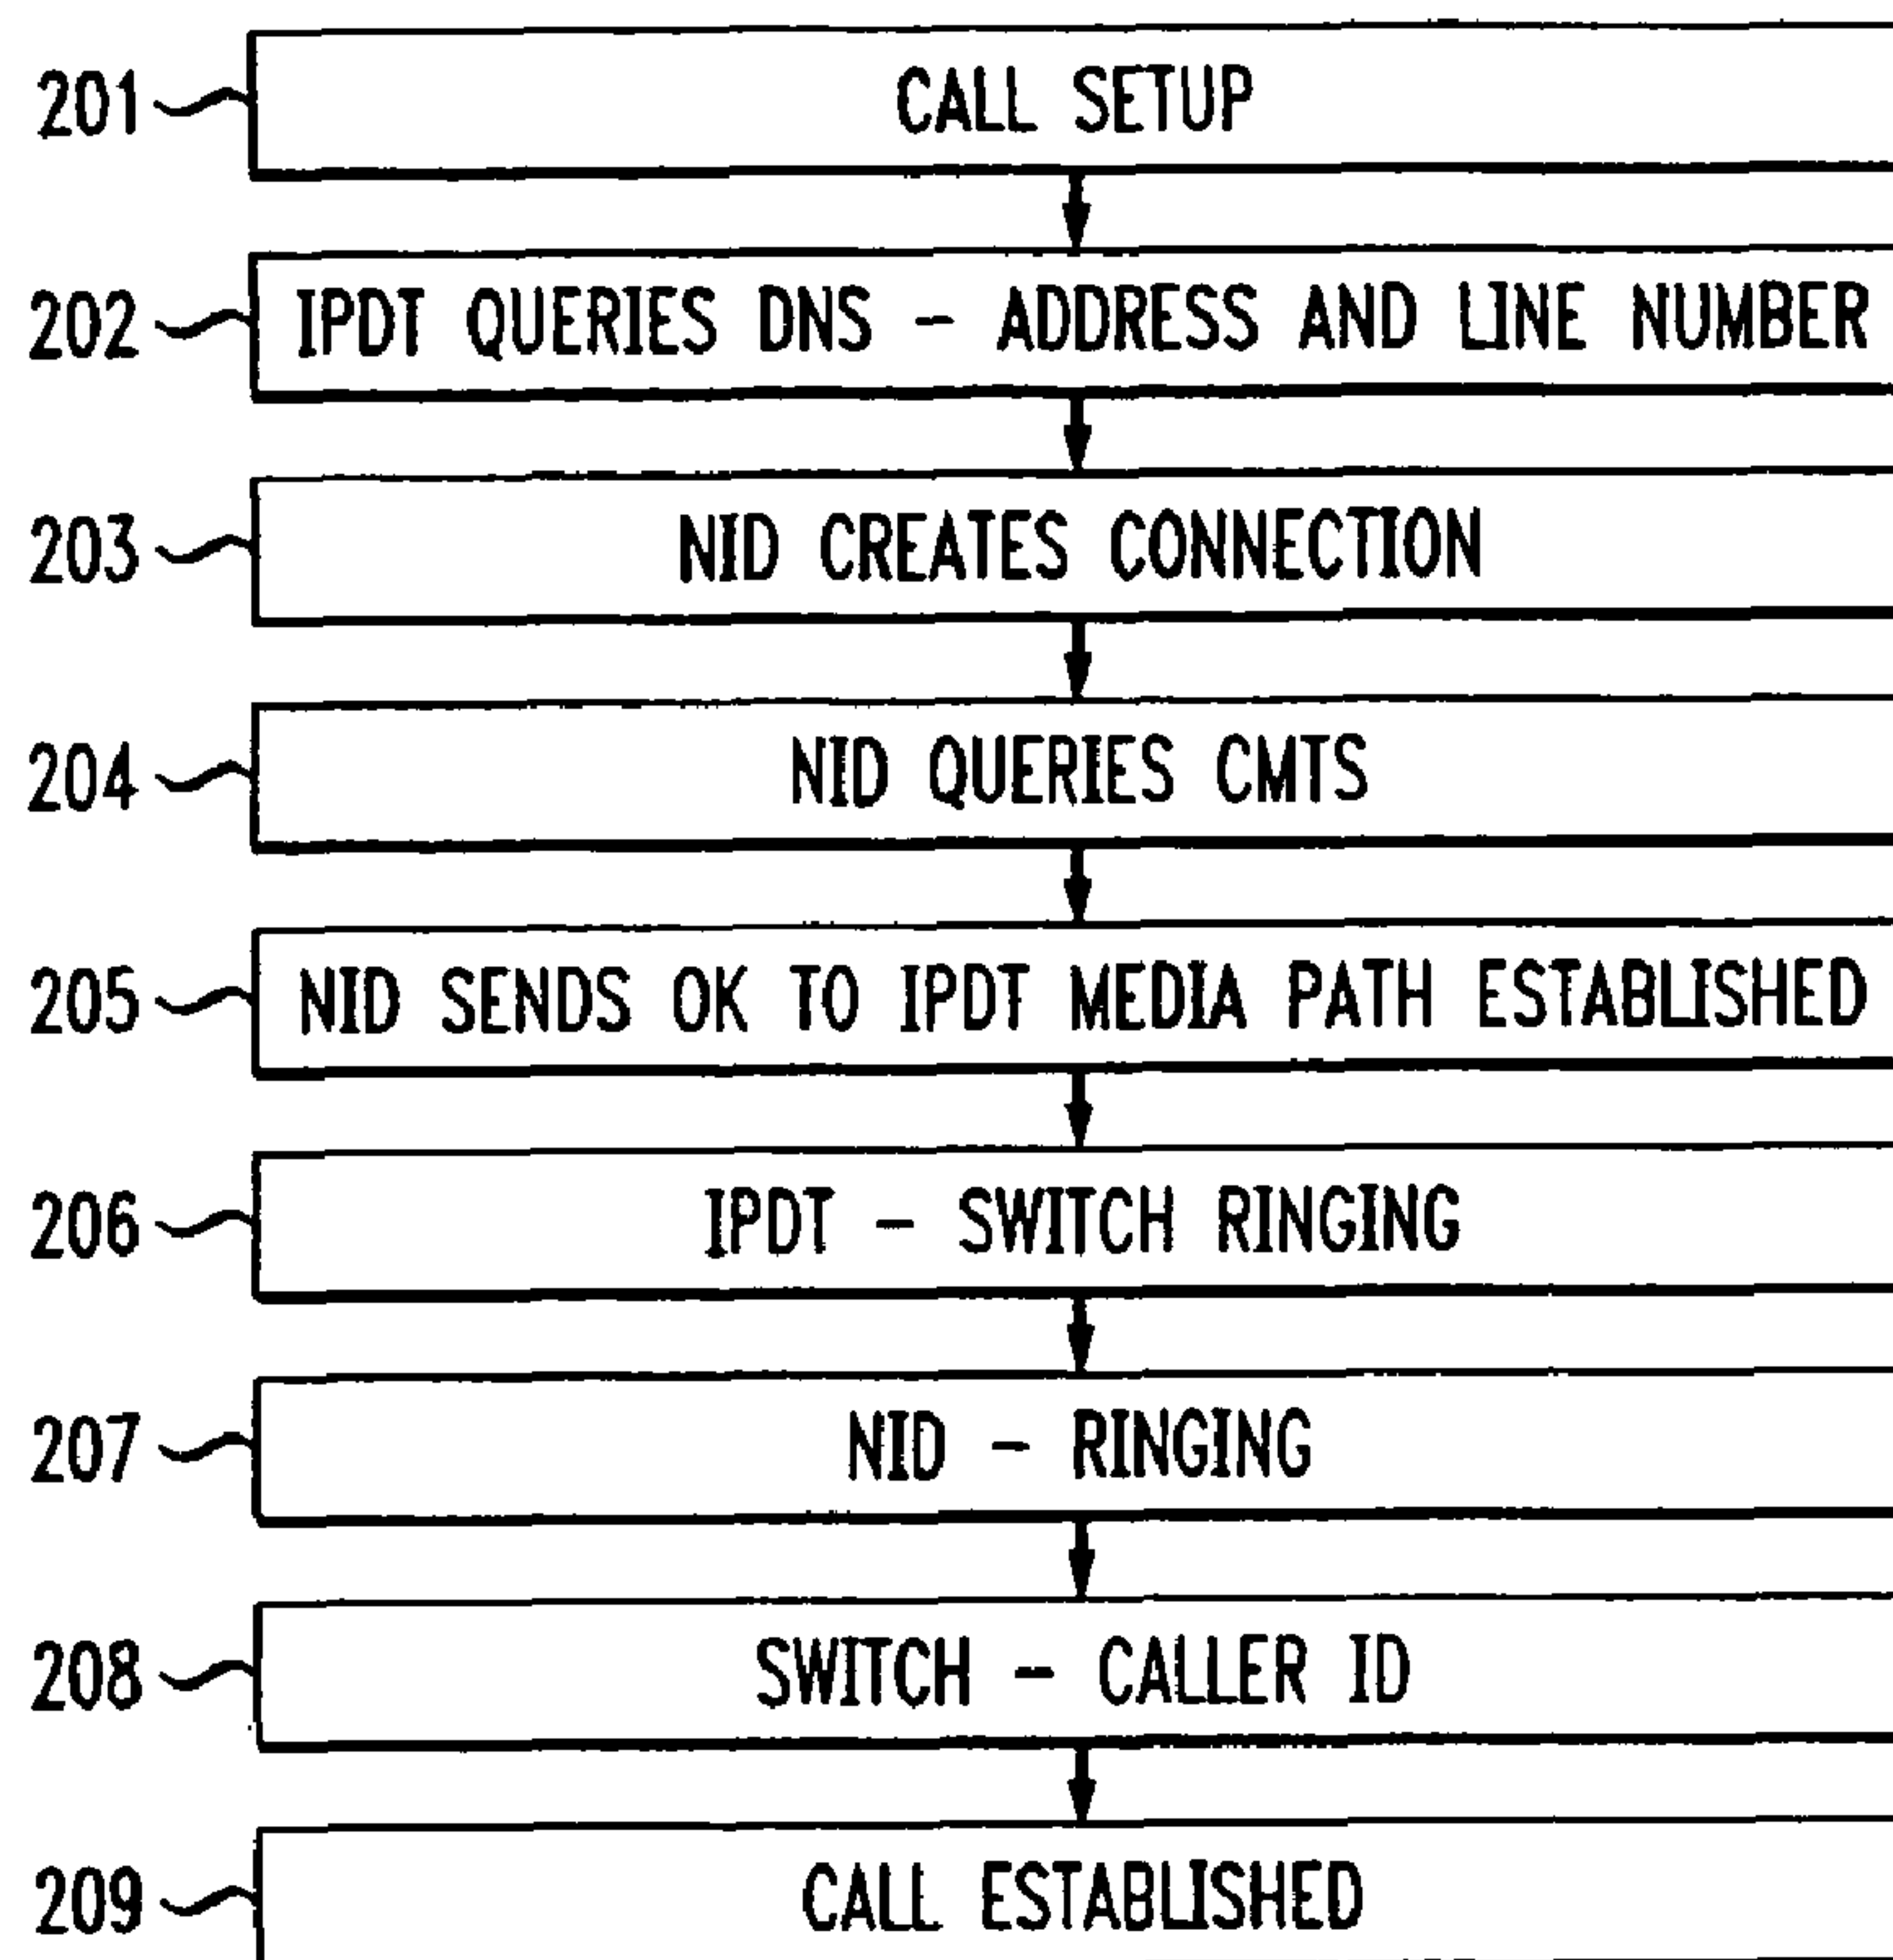 201 CALL SETUP
202 IPDT QUERIES DNS - ADDRESS AND LINE NUMBER
203 NID CREATES CONNECTION
204 NID QUERIES CMTS
205 NID SENDS OK TO IPDT MEDIA PATH ESTABLISHED
206 IPDT - SWITCH RINGING
207 NID - RINGING
208 SWITCH - CALLER ID
209 CALL ESTABLISHED